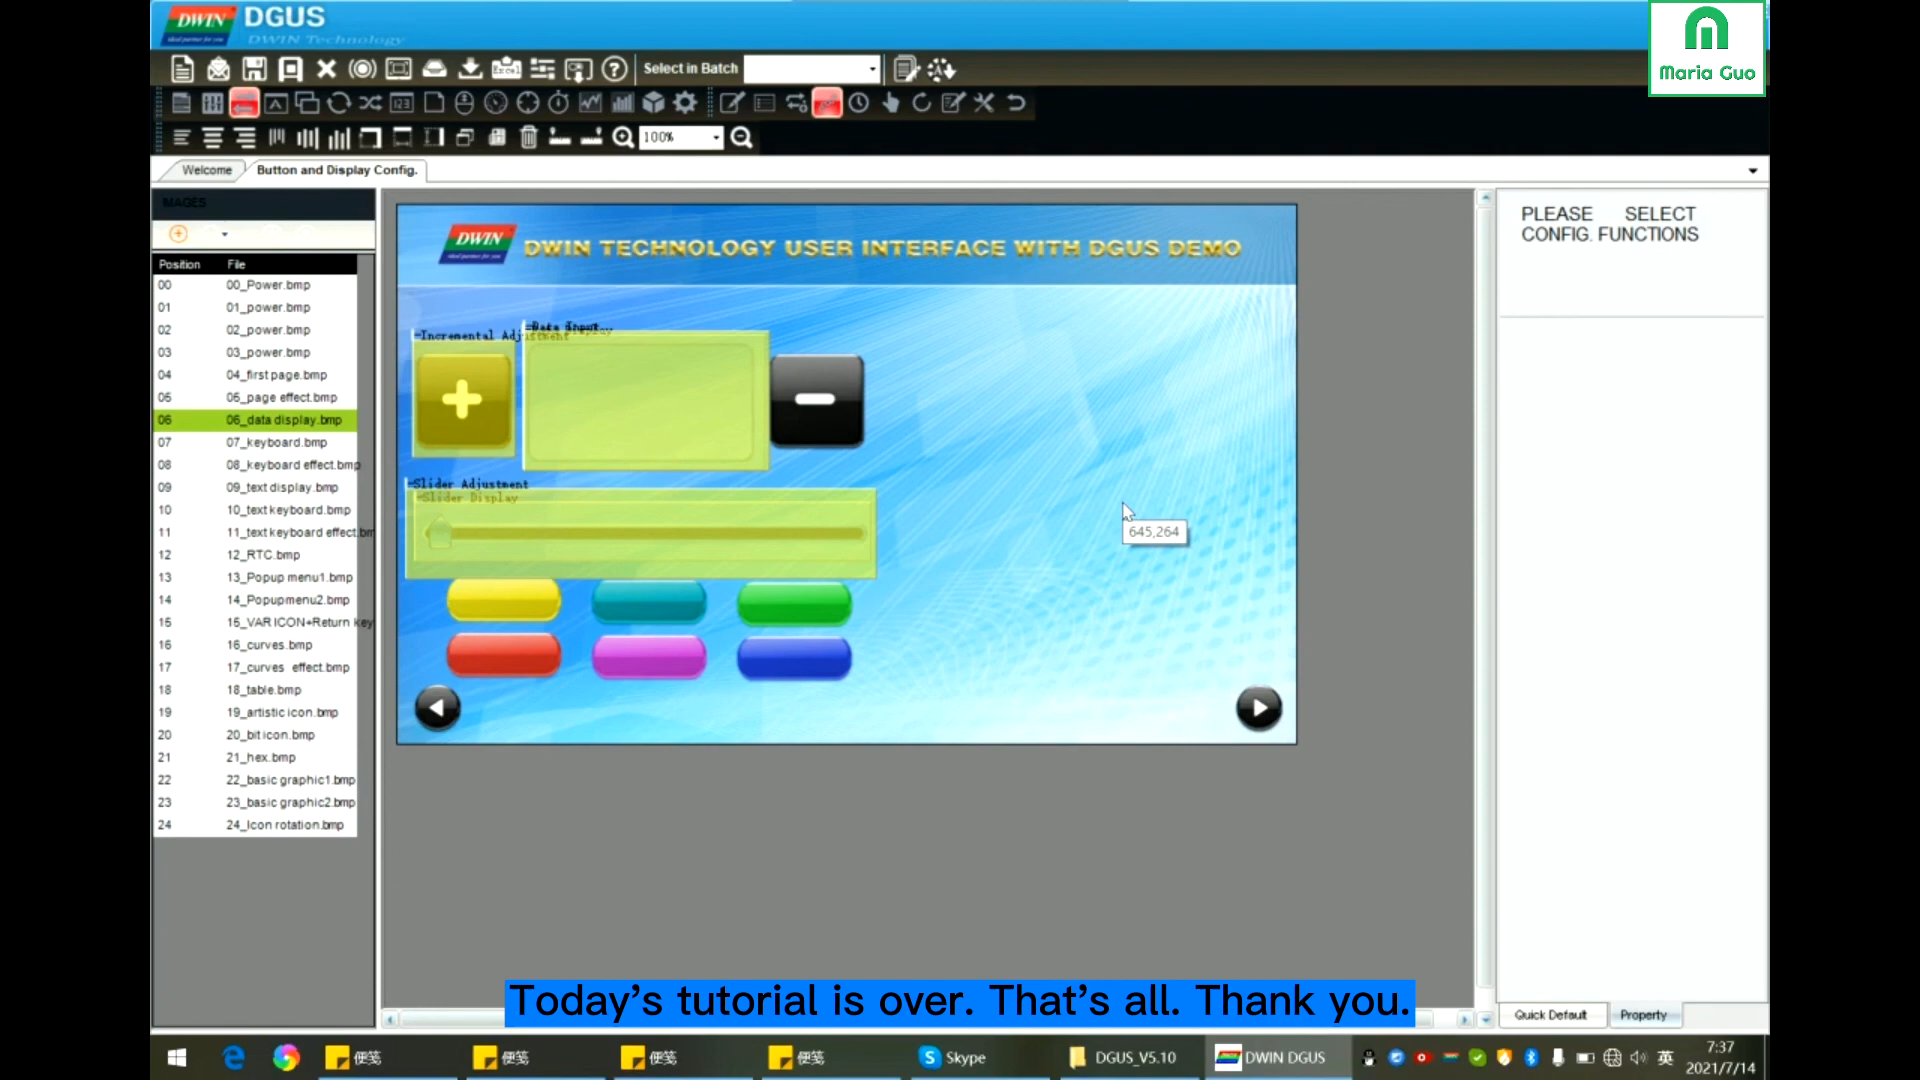 DWIN
DGUS
DWIN Technology
Maria Guo
Select in Batch
100%
Welcome
Button and Display Config.
IMAGES
Position File
00 00_Power.bmp
01 01_power.bmp
02 02_power.bmp
03 03_power.bmp
04 04_first page.bmp
05 05_page effect.bmp
06 06_data display.bmp
07 07_keyboard.bmp
08 08_keyboard effect.bmp
09 09_text display.bmp
10 10_text keyboard.bmp
11 11_text keyboard effect.bm
12 12_RTC.bmp
13 13_Popup menu1.bmp
14 14_Popupmenu2.bmp
15 15_VAR ICON+Return key
16 16_curves.bmp
17 17_curves effect.bmp
18 18_table.bmp
19 19_artistic icon.bmp
20 20_bit icon.bmp
21 21_hex.bmp
22 22_basic graphic1.bmp
23 23_basic graphic2.bmp
24 24_Icon rotation.bmp
DWIN
DWIN TECHNOLOGY USER INTERFACE WITH DGUS DEMO
Incremental Adjustment
Data Input
Slider Adjustment
Slider Display
645,264
PLEASE SELECT
CONFIG. FUNCTIONS
Quick Default
Property
Today's tutorial is over. That's all. Thank you.
便笺
便笺
便笺
便笺
Skype
DGUS_V5.10
DWIN DGUS
英
7:37
2021/7/14